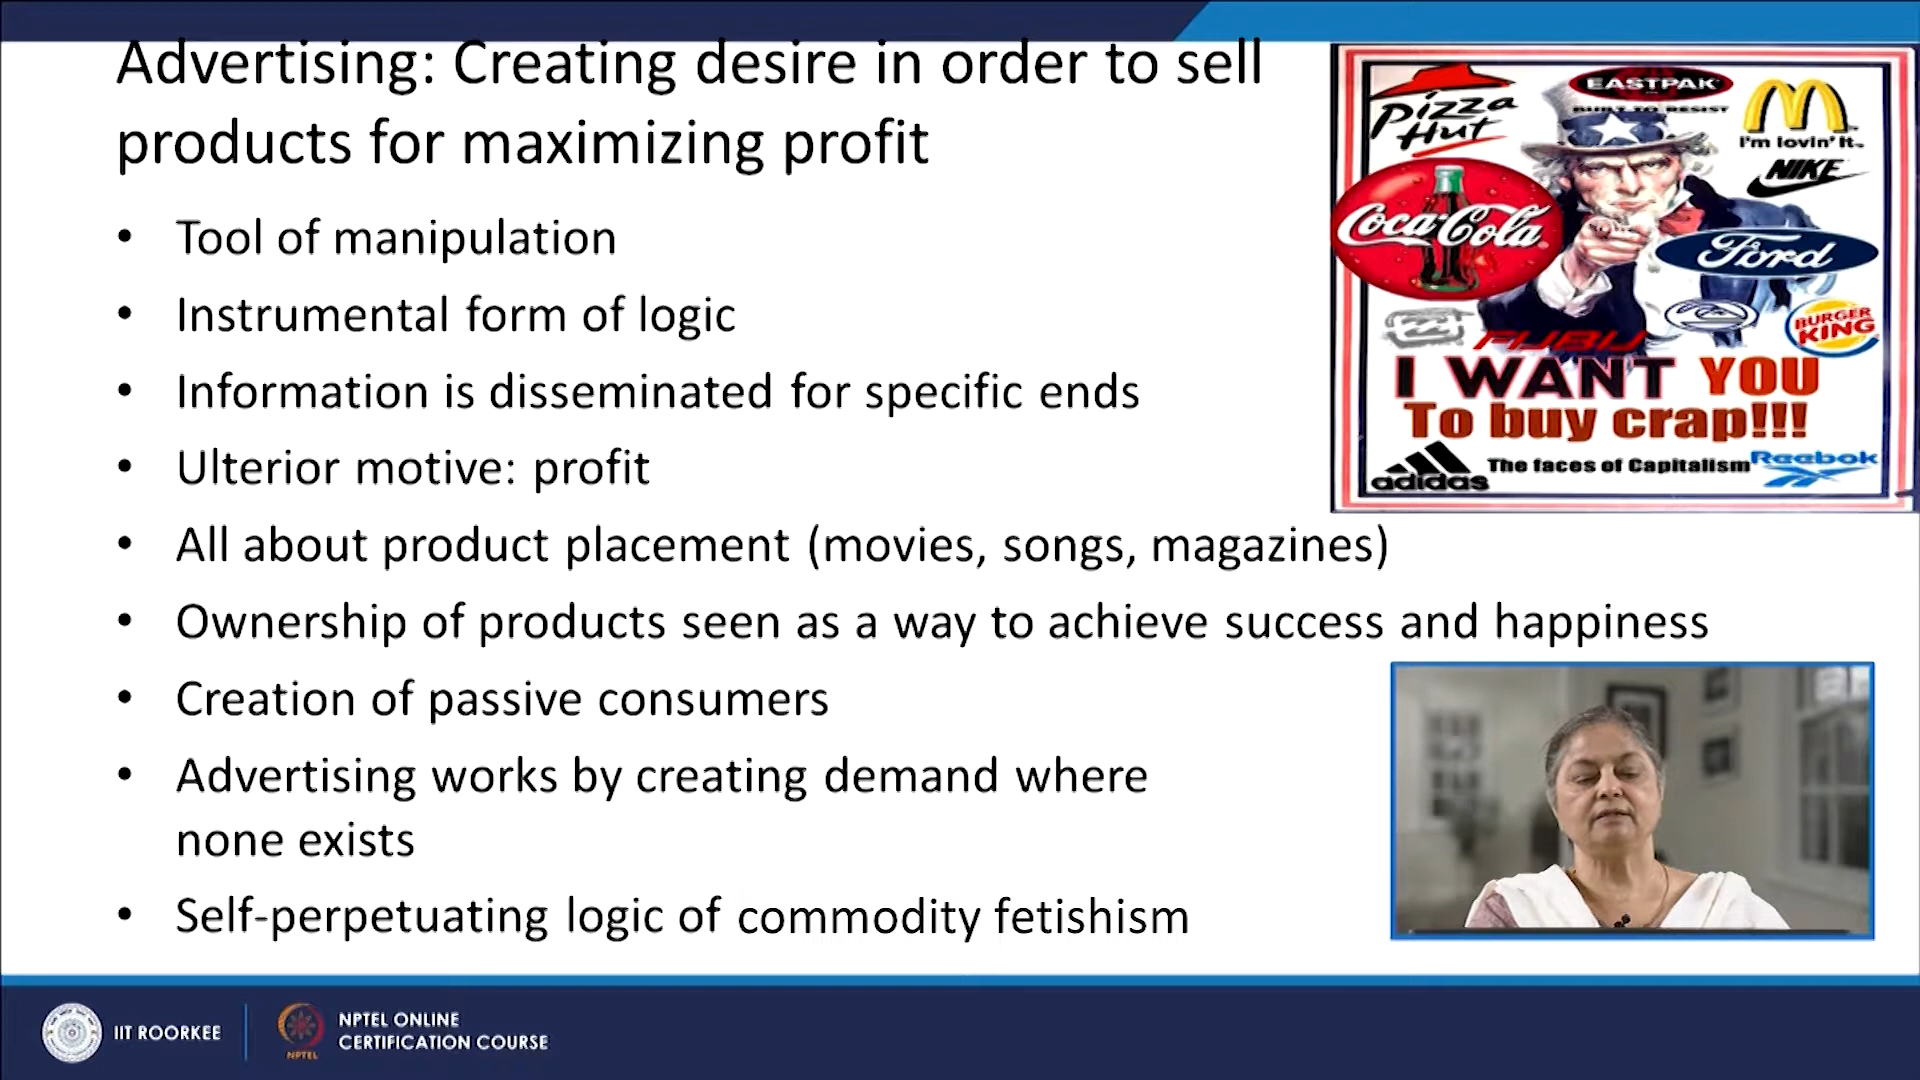 Advertising: Creating desire in order to sell
products for maximizing profit
• Tool of manipulation
• Instrumental form of logic
• Information is disseminated for specific ends
• Ulterior motive: profit
• All about product placement (movies, songs, magazines)
• Ownership of products seen as a way to achieve success and happiness
• Creation of passive consumers
• Advertising works by creating demand where
none exists
• Self-perpetuating logic of commodity fetishism
EASTPAK
BUILT TO RESIST
Pizza
Hut
I'm lovin' it
NIKE
Coca-Cola
Ford
BURGER
KING
FUBU
I WANT YOU
To buy crap!!!
adidas
The faces of Capitalism
Reebok
IIT ROORKEE
NPTEL
NPTEL ONLINE
CERTIFICATION COURSE